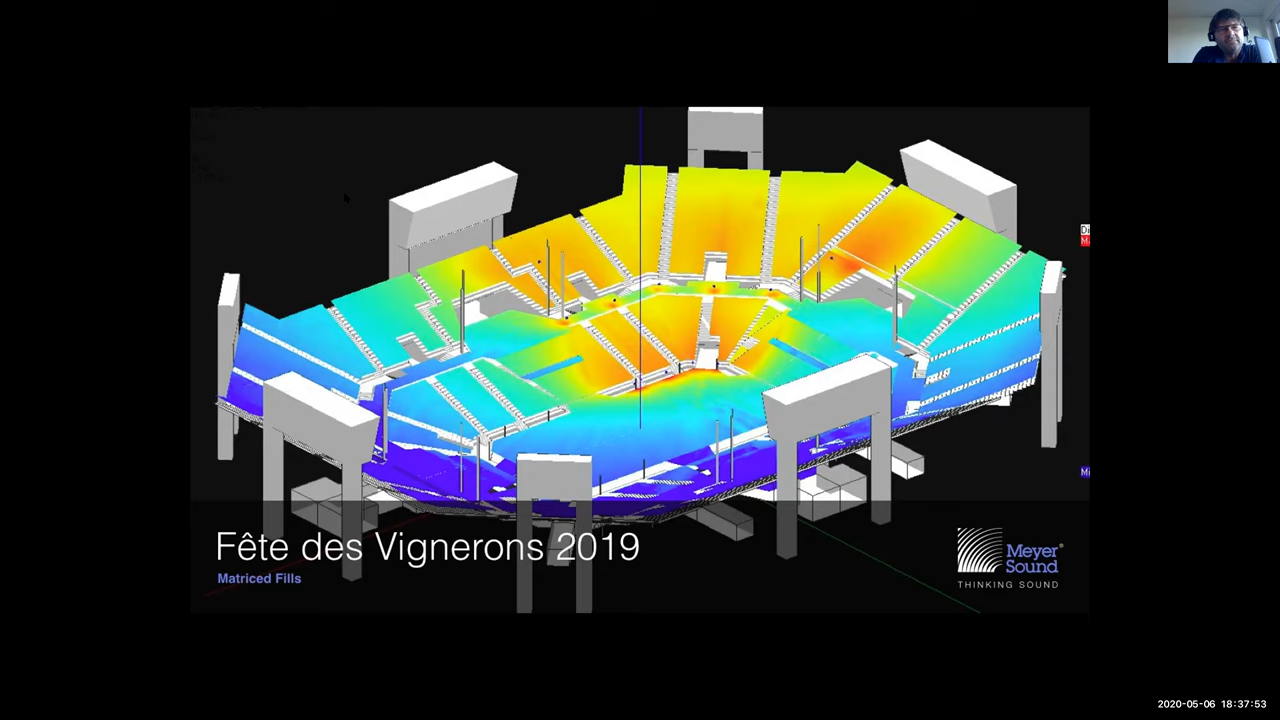 Fête des Vignerons 2019
Matriced Fills
Meyer®
Sound
THINKING SOUND
2020-05-06 18:37:53